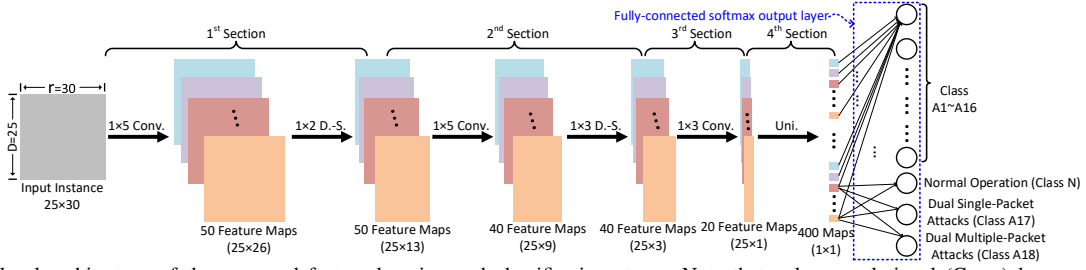 Fully-connected softmax output layer
1st Section
2nd Section
3rd Section
4th Section
r=30
D=25
1×5 Conv.
1×2 D.-S.
1×5 Conv.
1×3 D.-S.
1×3 Conv.
Uni.
Class
A1~A16
Input Instance
25×30
50 Feature Maps
(25×26)
50 Feature Maps
(25×13)
40 Feature Maps
(25×9)
40 Feature Maps
(25×3)
20 Feature Maps
(25×1)
400 Maps
(1×1)
Normal Operation (Class N)
Dual Single-Packet
Attacks (Class A17)
Dual Multiple-Packet
Attacks (Class A18)